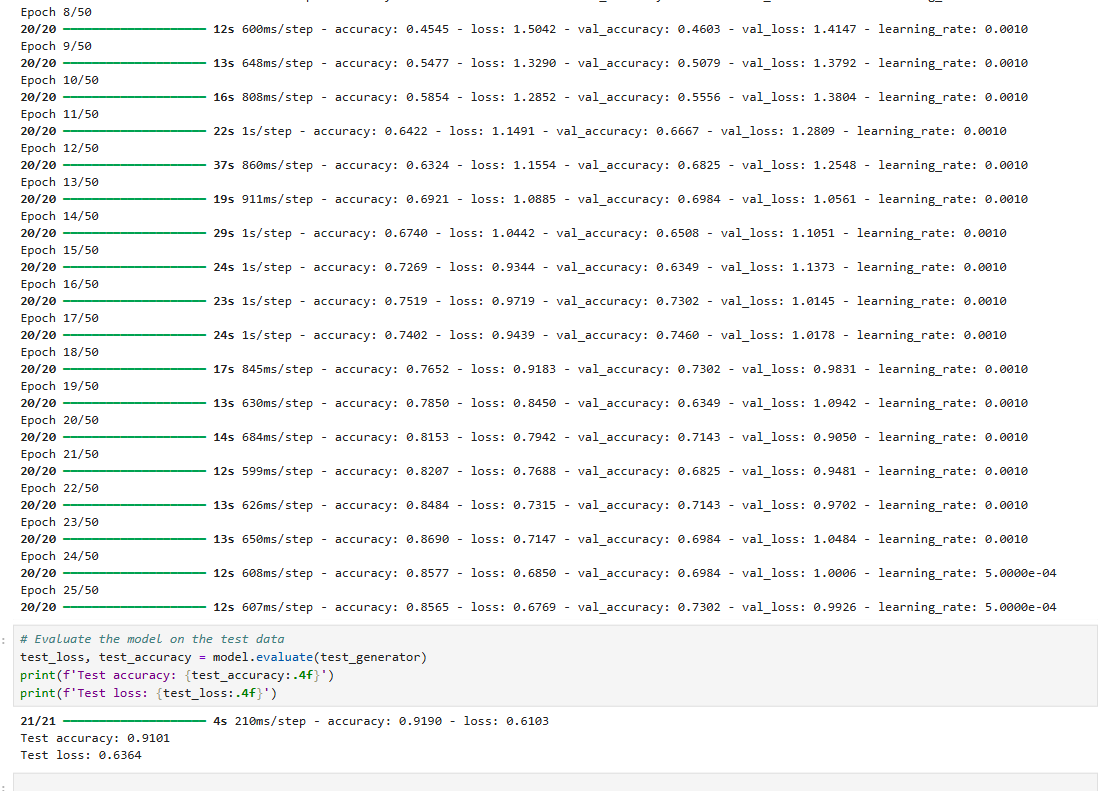 Epoch 8/50
20/20 12s 600ms/step - accuracy: 0.4545 - loss: 1.5042 - val_accuracy: 0.4603 - val_loss: 1.4147 - learning_rate: 0.0010
Epoch 9/50
20/20 13s 648ms/step - accuracy: 0.5477 - loss: 1.3290 - val_accuracy: 0.5079 - val_loss: 1.3792 - learning_rate: 0.0010
Epoch 10/50
20/20 16s 808ms/step - accuracy: 0.5854 - loss: 1.2852 - val_accuracy: 0.5556 - val_loss: 1.3804 - learning_rate: 0.0010
Epoch 11/50
20/20 22s 1s/step - accuracy: 0.6422 - loss: 1.1491 - val_accuracy: 0.6667 - val_loss: 1.2809 - learning_rate: 0.0010
Epoch 12/50
20/20 37s 860ms/step - accuracy: 0.6324 - loss: 1.1554 - val_accuracy: 0.6825 - val_loss: 1.2548 - learning_rate: 0.0010
Epoch 13/50
20/20 19s 911ms/step - accuracy: 0.6921 - loss: 1.0885 - val_accuracy: 0.6984 - val_loss: 1.0561 - learning_rate: 0.0010
Epoch 14/50
20/20 29s 1s/step - accuracy: 0.6740 - loss: 1.0442 - val_accuracy: 0.6508 - val_loss: 1.1051 - learning_rate: 0.0010
Epoch 15/50
20/20 24s 1s/step - accuracy: 0.7269 - loss: 0.9344 - val_accuracy: 0.6349 - val_loss: 1.1373 - learning_rate: 0.0010
Epoch 16/50
20/20 23s 1s/step - accuracy: 0.7519 - loss: 0.9719 - val_accuracy: 0.7302 - val_loss: 1.0145 - learning_rate: 0.0010
Epoch 17/50
20/20 24s 1s/step - accuracy: 0.7402 - loss: 0.9439 - val_accuracy: 0.7460 - val_loss: 1.0178 - learning_rate: 0.0010
Epoch 18/50
20/20 17s 845ms/step - accuracy: 0.7652 - loss: 0.9183 - val_accuracy: 0.7302 - val_loss: 0.9831 - learning_rate: 0.0010
Epoch 19/50
20/20 13s 630ms/step - accuracy: 0.7850 - loss: 0.8450 - val_accuracy: 0.6349 - val_loss: 1.0942 - learning_rate: 0.0010
Epoch 20/50
20/20 14s 684ms/step - accuracy: 0.8153 - loss: 0.7942 - val_accuracy: 0.7143 - val_loss: 0.9050 - learning_rate: 0.0010
Epoch 21/50
20/20 12s 599ms/step - accuracy: 0.8207 - loss: 0.7688 - val_accuracy: 0.6825 - val_loss: 0.9481 - learning_rate: 0.0010
Epoch 22/50
20/20 13s 626ms/step - accuracy: 0.8484 - loss: 0.7315 - val_accuracy: 0.7143 - val_loss: 0.9702 - learning_rate: 0.0010
Epoch 23/50
20/20 13s 650ms/step - accuracy: 0.8690 - loss: 0.7147 - val_accuracy: 0.6984 - val_loss: 1.0484 - learning_rate: 0.0010
Epoch 24/50
20/20 12s 608ms/step - accuracy: 0.8577 - loss: 0.6850 - val_accuracy: 0.6984 - val_loss: 1.0006 - learning_rate: 5.0000e-04
Epoch 25/50
20/20 12s 607ms/step - accuracy: 0.8565 - loss: 0.6769 - val_accuracy: 0.7302 - val_loss: 0.9926 - learning_rate: 5.0000e-04
# Evaluate the model on the test data
test_loss, test_accuracy = model.evaluate(test_generator)
print(f'Test accuracy: {test_accuracy:.4f}')
print(f'Test loss: {test_loss:.4f}')
21/21 4s 210ms/step - accuracy: 0.9190 - loss: 0.6103
Test accuracy: 0.9101
Test loss: 0.6364